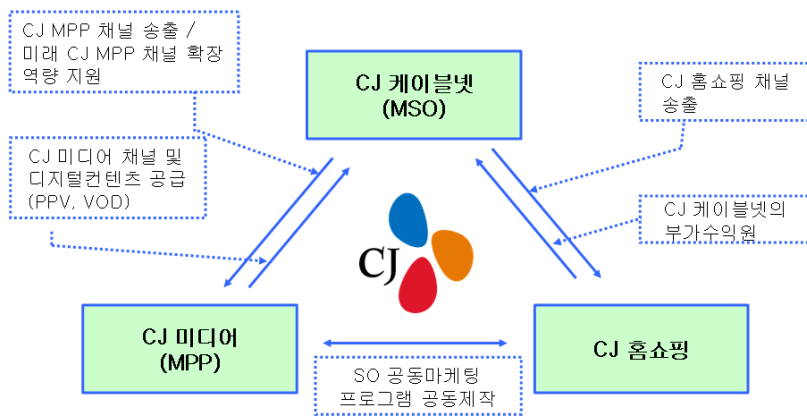 CJ MPP 채널 송출 /
미래 CJ MPP 채널 확장
역량 지원
CJ 케이블넷
(MSO)
CJ 홈쇼핑 채널
송출
CJ 미디어 채널 및
디지털컨텐츠 공급
(PPV, VOD)
CJ 케이블넷의
부가수익원
CJ
CJ 미디어
(MPP)
CJ 홈쇼핑
SO 공동마케팅
프로그램 공동제작